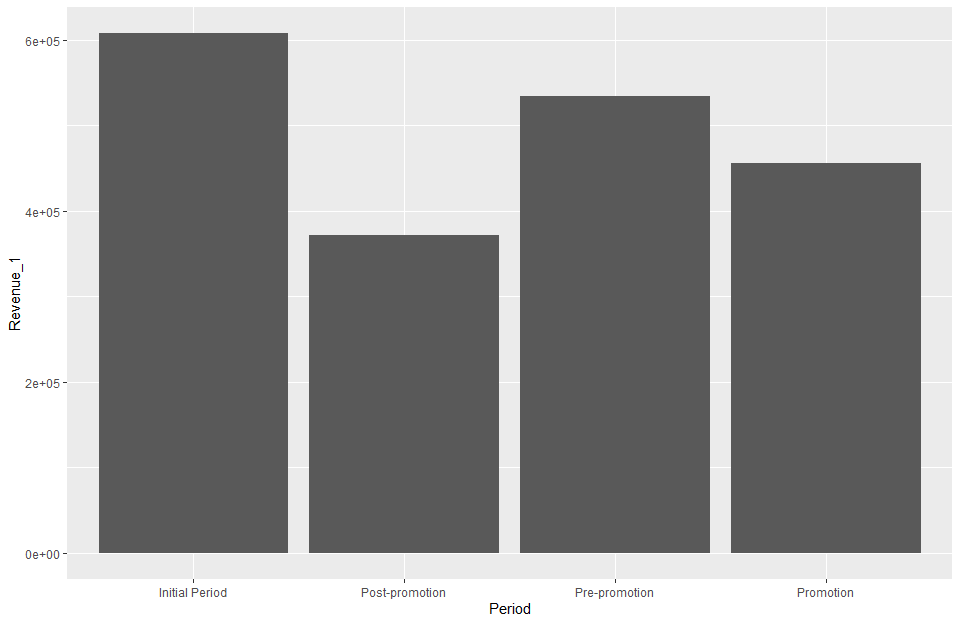 6e+05
4e+05
2e+05
0e+00
Revenue_1
Initial Period
Post-promotion
Pre-promotion
Promotion
Period